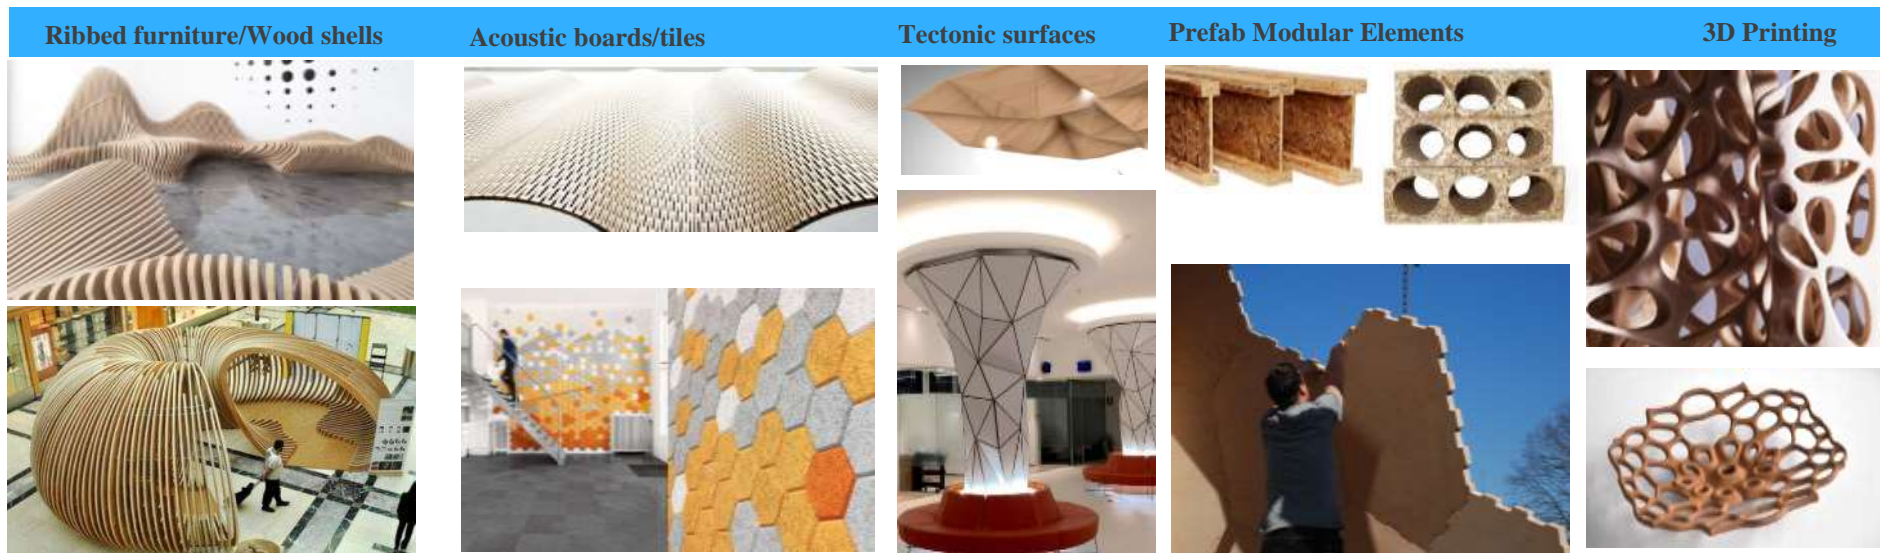 Ribbed furniture/Wood shells
Acoustic boards/tiles
Tectonic surfaces
Prefab Modular Elements
3D Printing